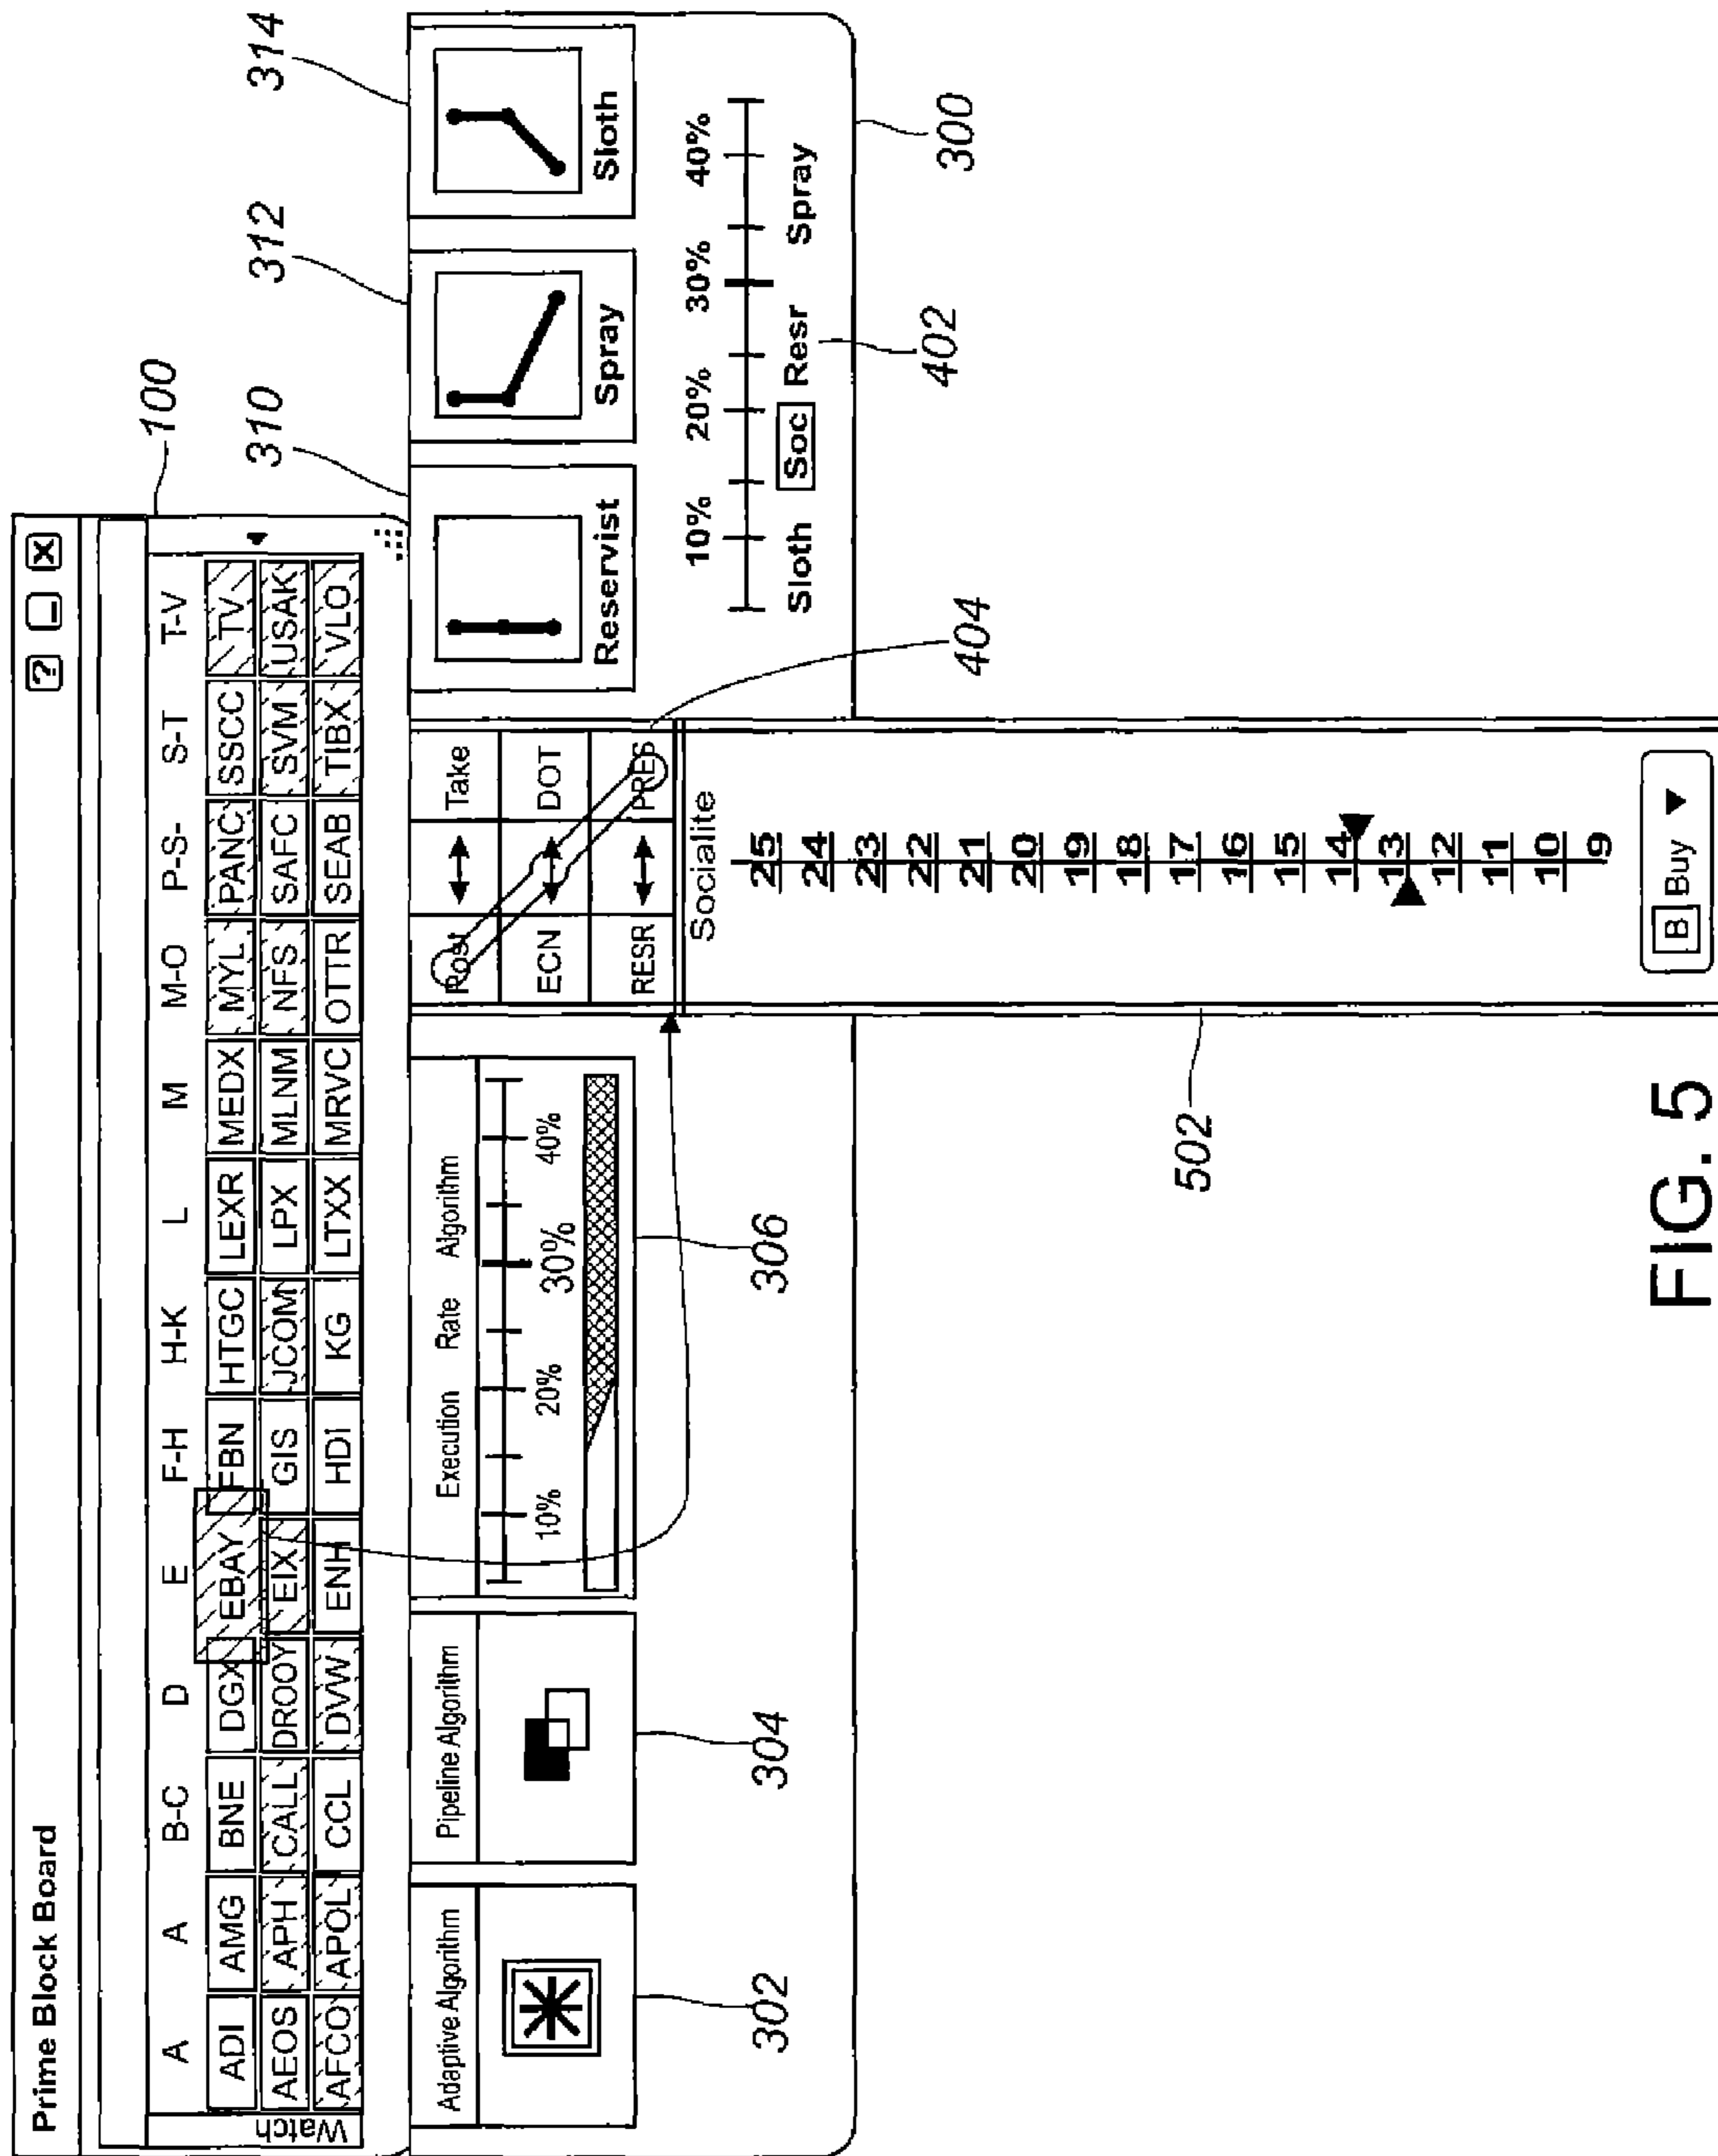 Prime Block Board
? _ X
100
A A B-C D E F-H H-K L M M-O P-S- S-T T-V
Watch
ADI AMG BNE DGX EBAY FBN HTGC LEXR MEDX MYL PANC SSCC TV
AEOS APH CALL DROOY EIX GIS JCOM LPX MLNM NFS SAFC SVM USAK
AFCO APOL CCL DVW ENH HDI KG LTXX MRVC OTTR SEAB TIBX VLO
310 312 314
Adaptive Algorithm
Pipeline Algorithm
Execution Rate Algorithm
10% 20% 30% 40%
302 304 306
Post Take
ECN DOT
RESR PRES
Socialite
25
24
23
22
21
20
19
18
17
16
15
14
13
12
11
10
9
B Buy
502
404
Reservist Spray Sloth
10% 20% 30% 40%
Sloth Soc Resr Spray
402
300
FIG. 5